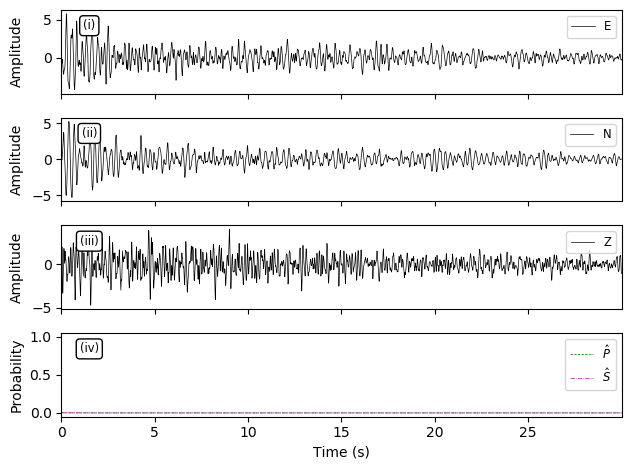 Amplitude
5
0
(i)
E
Amplitude
5
0
−5
(ii)
N
Amplitude
0
−5
(iii)
Z
Probability
1.0
0.5
0.0
(iv)
P̂
Ŝ
0 5 10 15 20 25
Time (s)